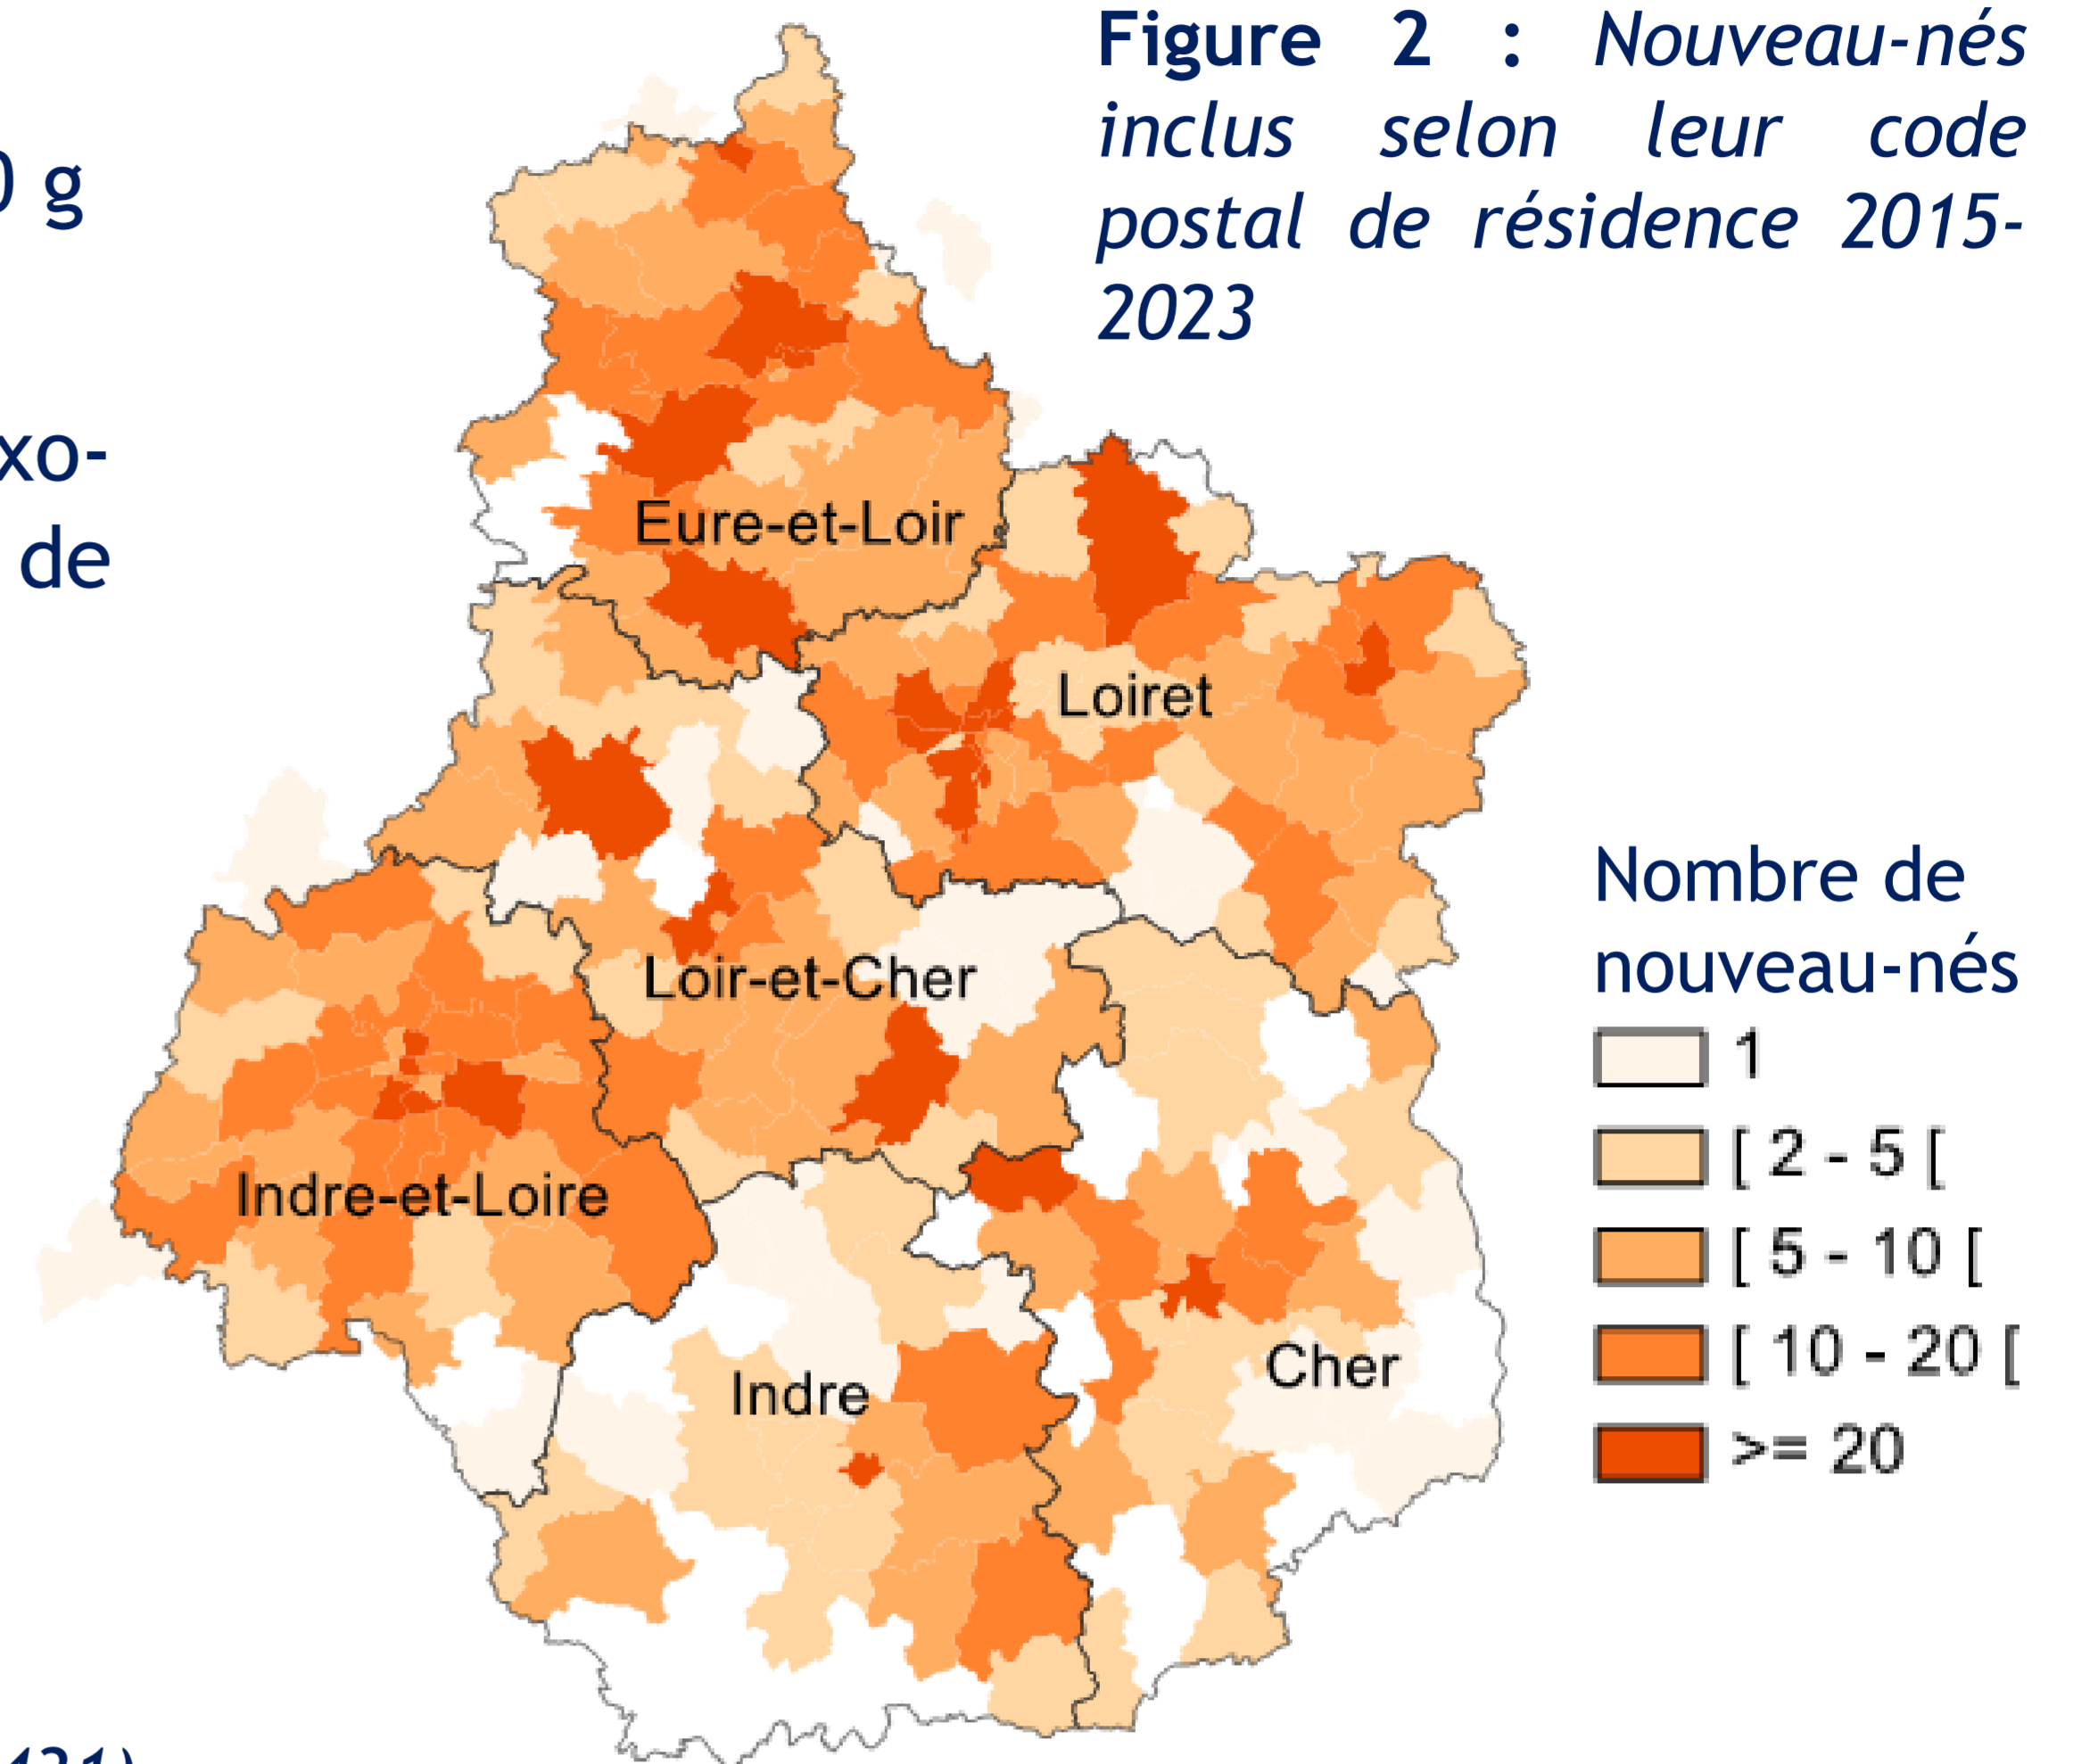 Figure 2 : Nouveau-nés
inclus selon leur code
postal de résidence 2015-
2023
0 g
xo-
de
Eure-et-Loir
Loiret
Loir-et-Cher
Indre-et-Loire
Indre
Cher
Nombre de
nouveau-nés
1
[ 2 - 5 [
[ 5 - 10 [
[ 10 - 20 [
>= 20